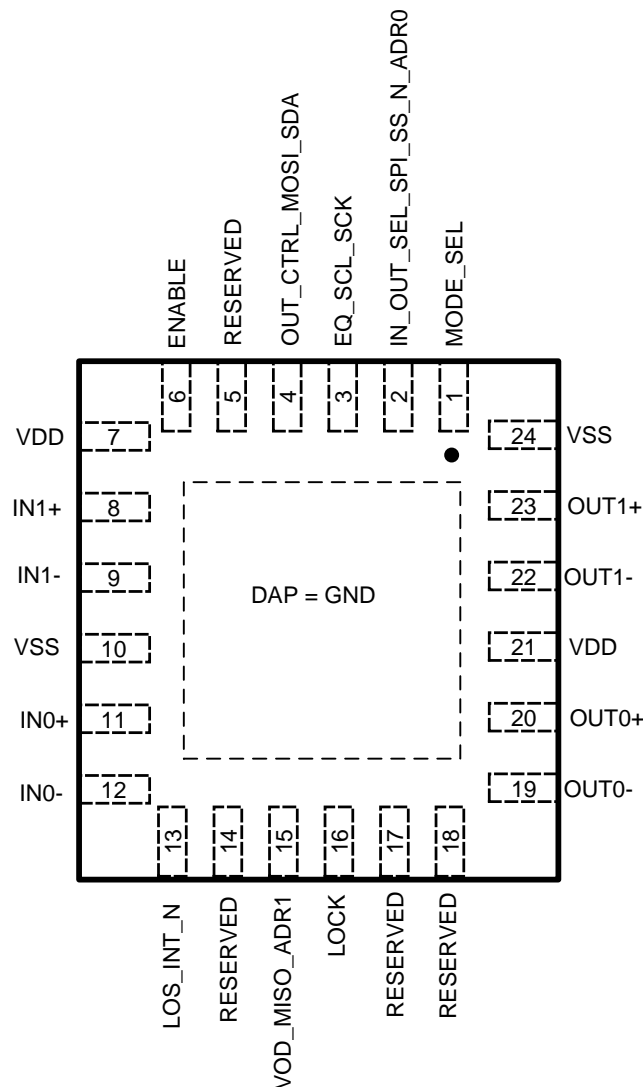 ENABLE
RESERVED
OUT_CTRL_MOSI_SDA
EQ_SCL_SCK
IN_OUT_SEL_SPI_SS_N_ADR0
MODE_SEL
6
5
4
3
2
1
VDD
7
24
VSS
IN1+
8
23
OUT1+
IN1-
9
22
OUT1-
DAP = GND
VSS
10
21
VDD
IN0+
11
20
OUT0+
IN0-
12
19
OUT0-
13
14
15
16
17
18
LOS_INT_N
RESERVED
VOD_MISO_ADR1
LOCK
RESERVED
RESERVED